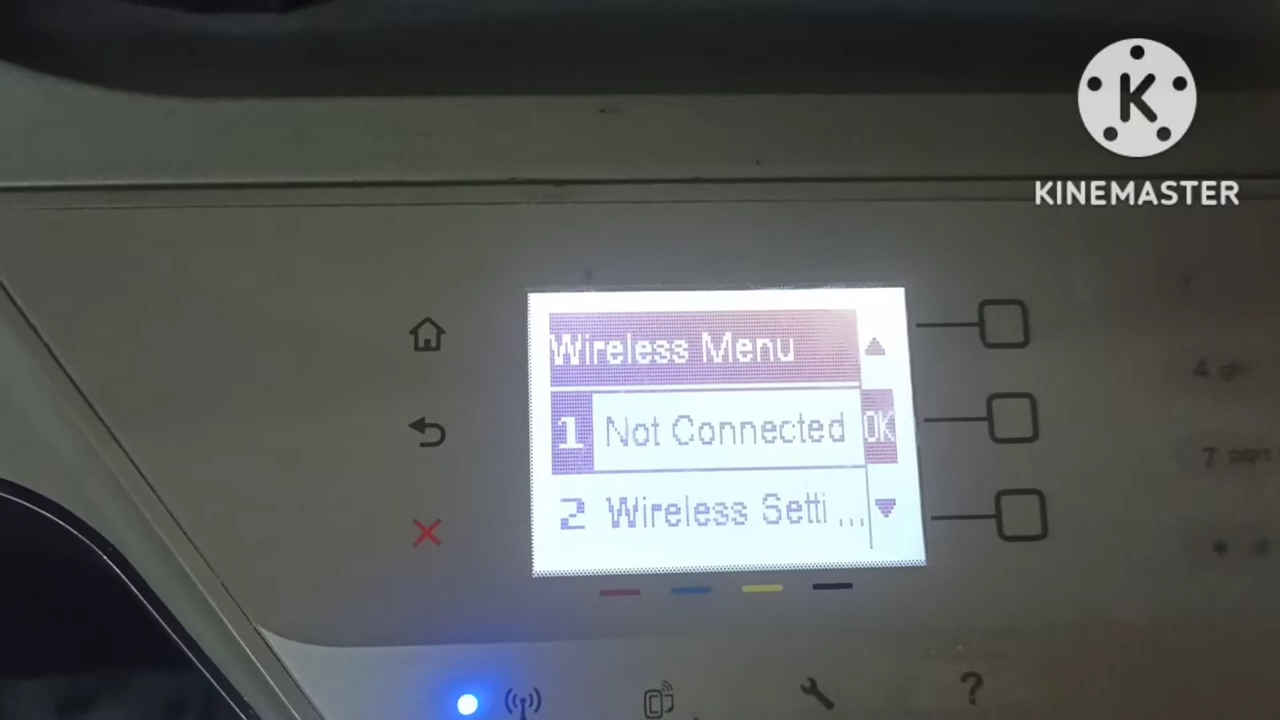 K
KINEMASTER
Wireless Menu
1 Not Connected OK
2 Wireless Setti ...
?